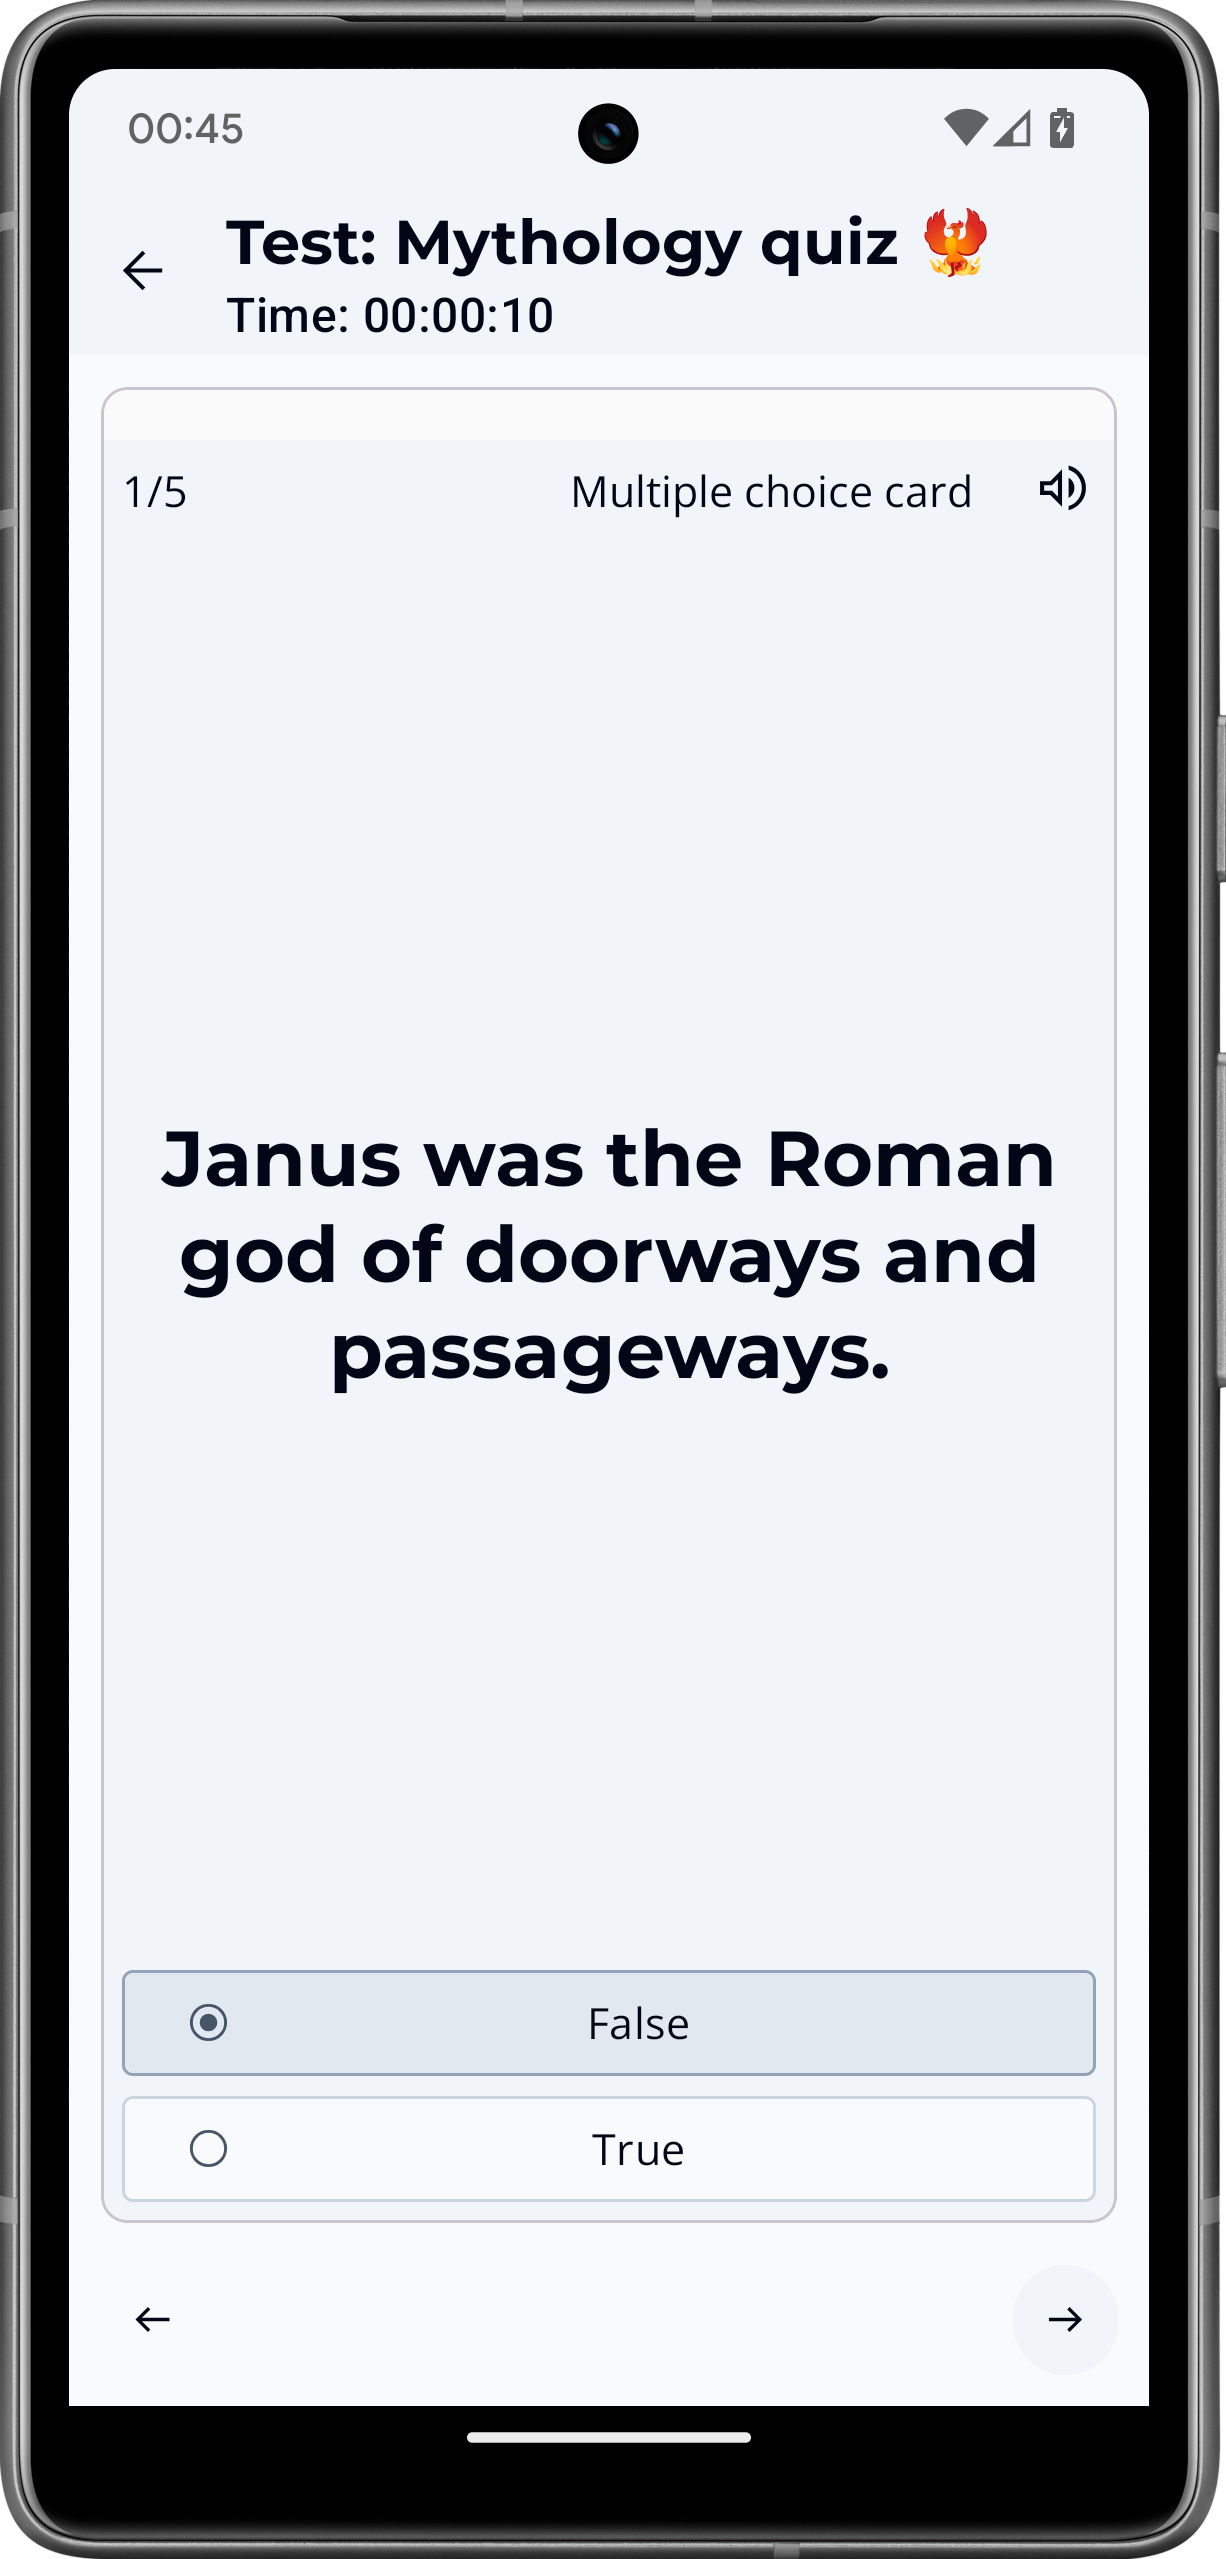 00:45
Test: Mythology quiz
Time: 00:00:10
1/5
Multiple choice card
Janus was the Roman
god of doorways and
passageways.
False
True